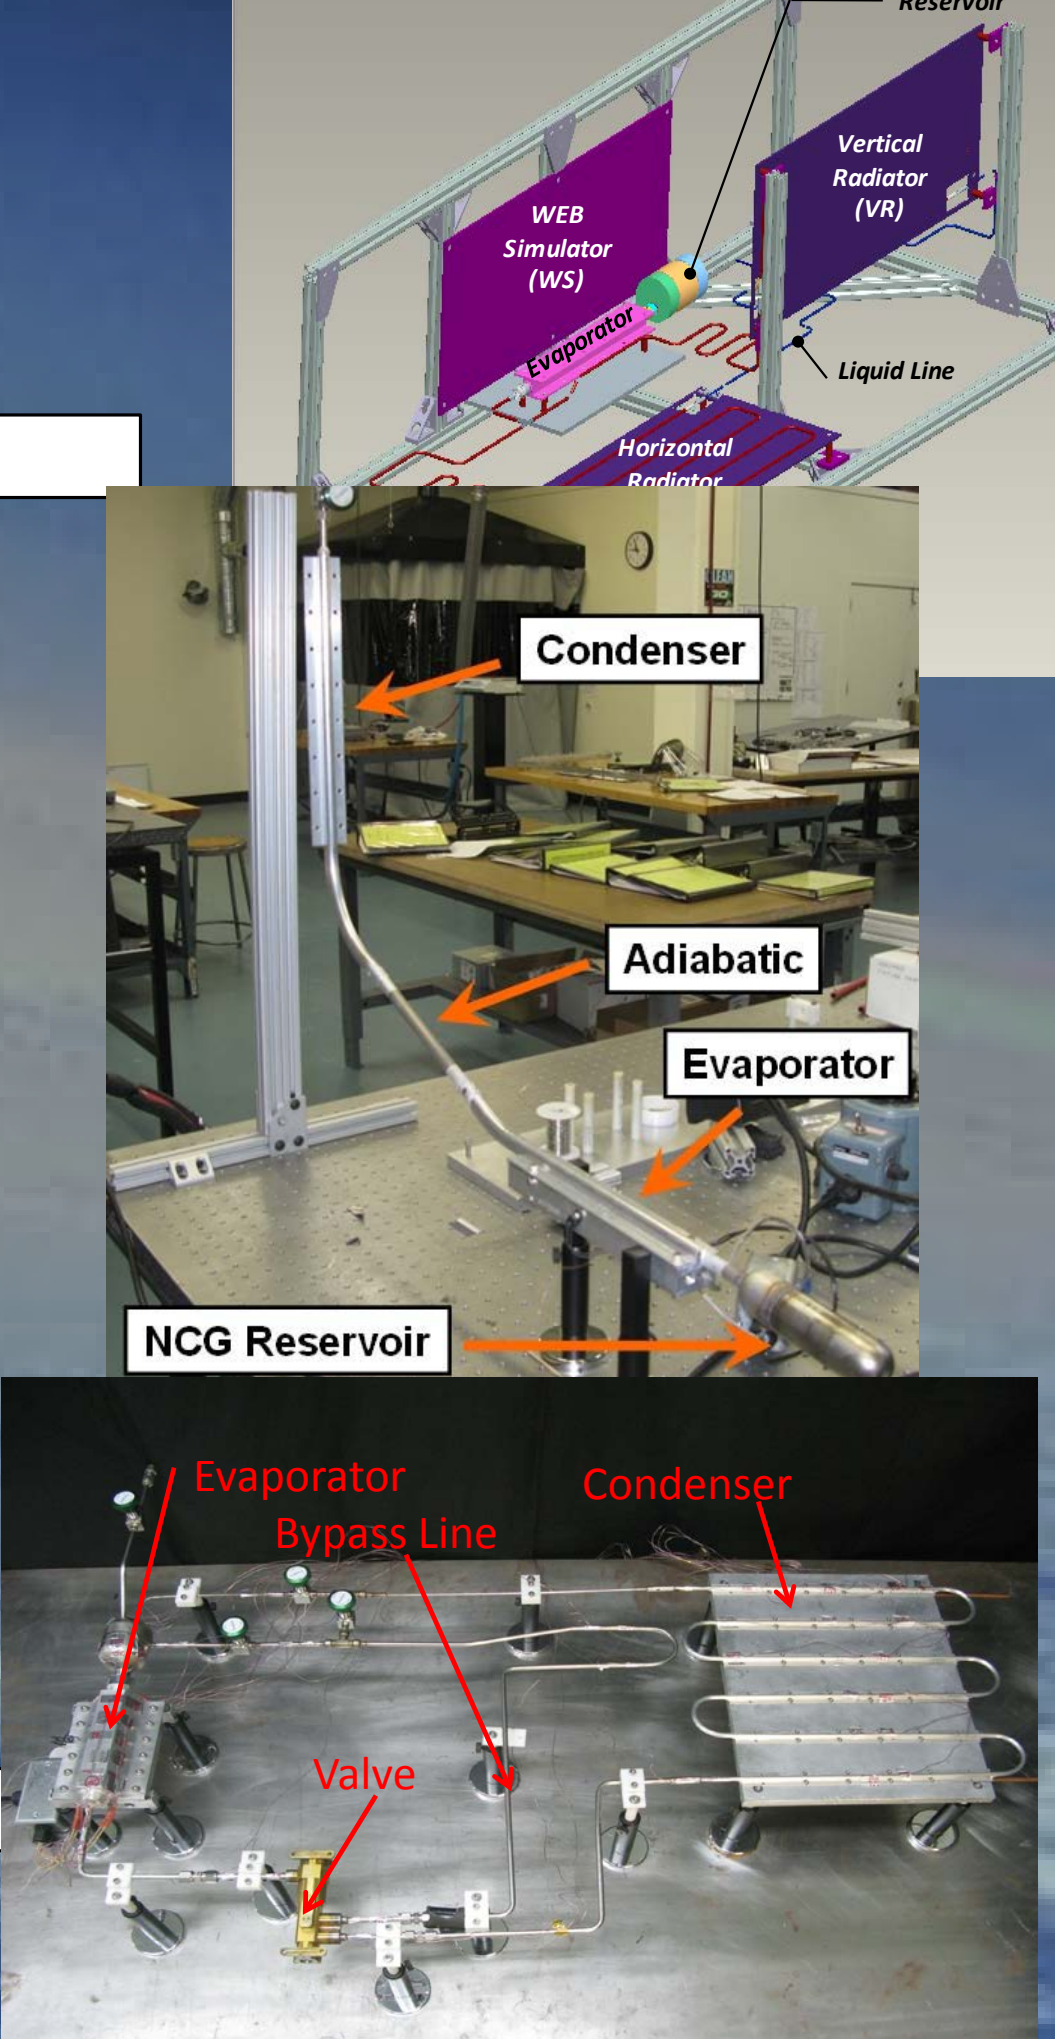 Reservoir
Vertical
Radiator
(VR)
WEB
Simulator
(WS)
Evaporator
Liquid Line
Horizontal
Radiator
Condenser
Adiabatic
Evaporator
NCG Reservoir
Evaporator
Condenser
Bypass Line
Valve